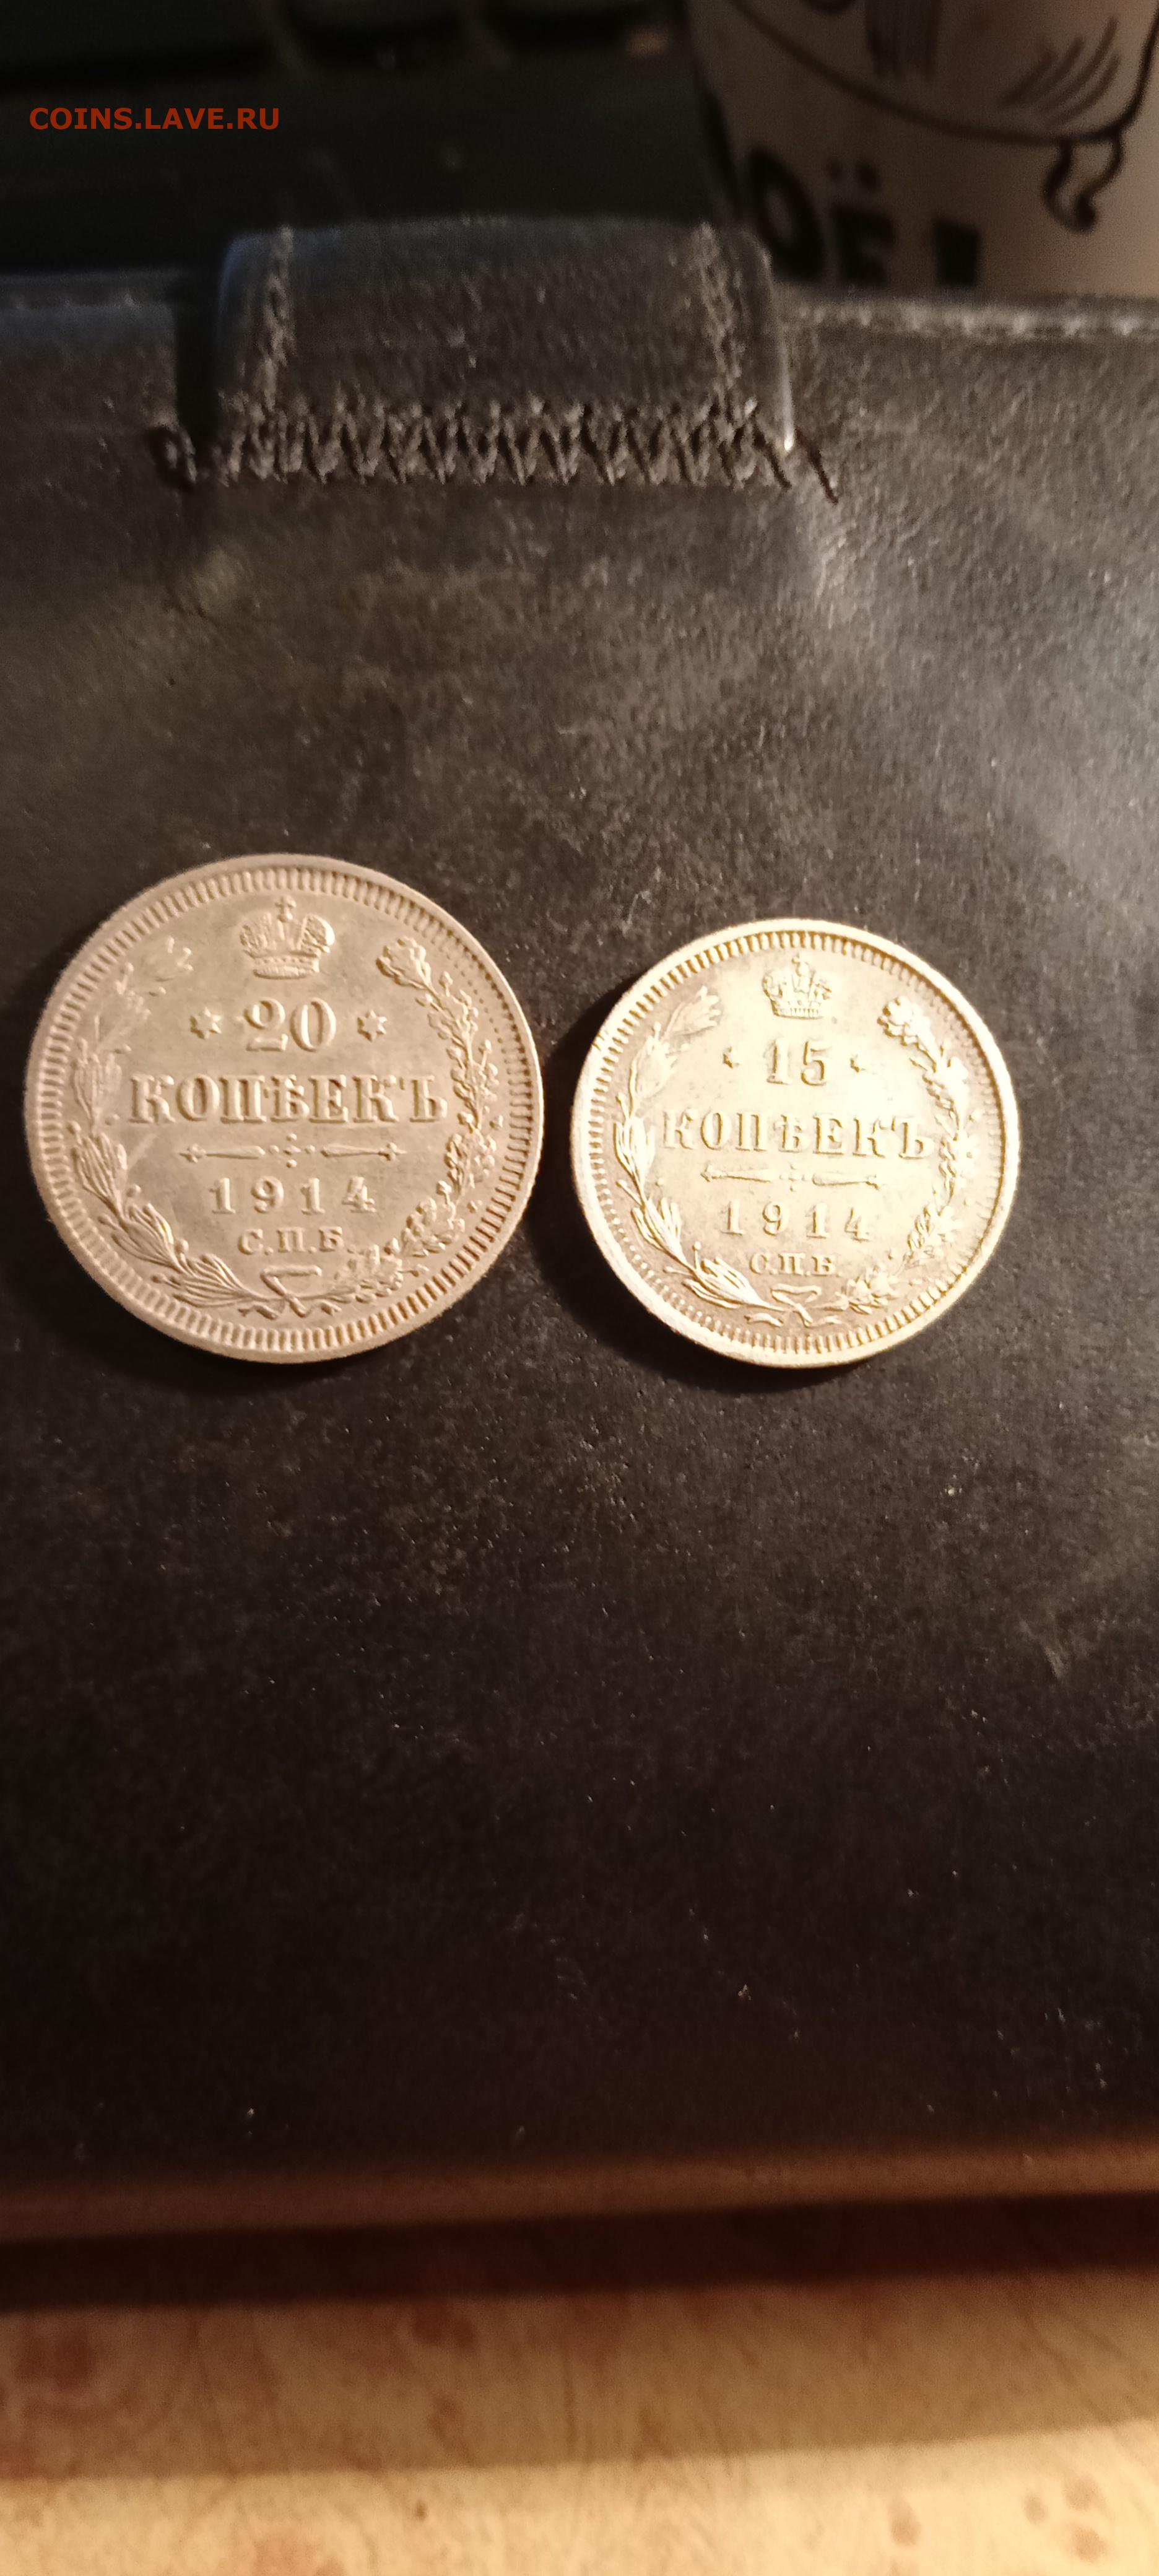 COINS.LAVE.RU
20
КОПѢЕКЪ
1914
С.П.Б.
15
КОПѢЕКЪ
1914
С.П.Б.